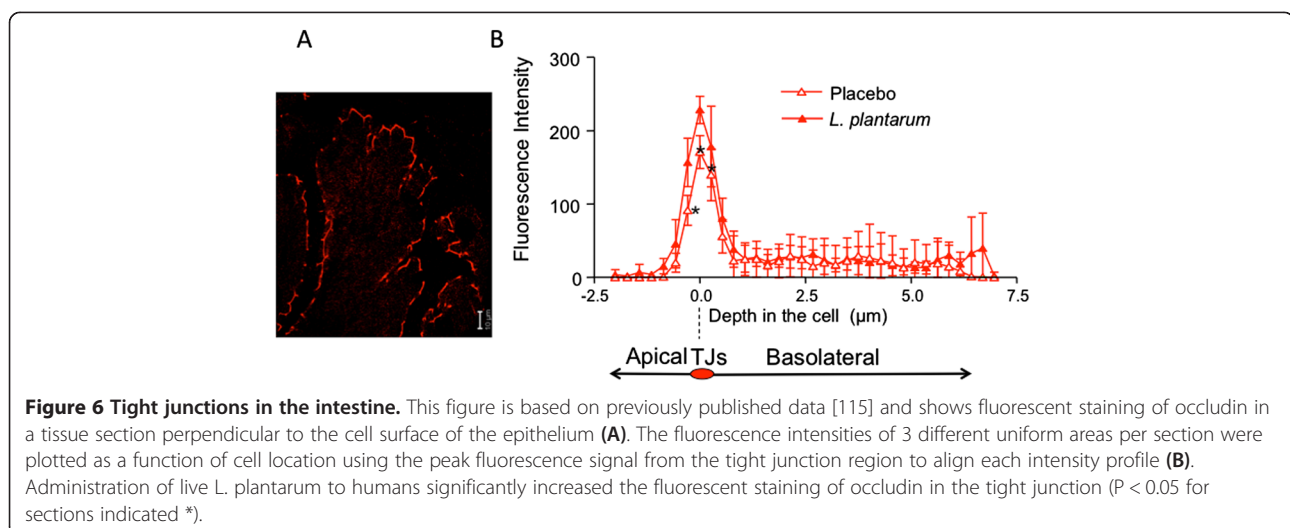 A
B
300
200
100
0
Fluorescence Intensity
Placebo
L. plantarum
*
*
*
-2.5
0.0
2.5
5.0
7.5
Depth in the cell (µm)
10 µm
Apical TJs Basolateral
Figure 6 Tight junctions in the intestine. This figure is based on previously published data [115] and shows fluorescent staining of occludin in
a tissue section perpendicular to the cell surface of the epithelium (A). The fluorescence intensities of 3 different uniform areas per section were
plotted as a function of cell location using the peak fluorescence signal from the tight junction region to align each intensity profile (B).
Administration of live L. plantarum to humans significantly increased the fluorescent staining of occludin in the tight junction (P < 0.05 for
sections indicated *).